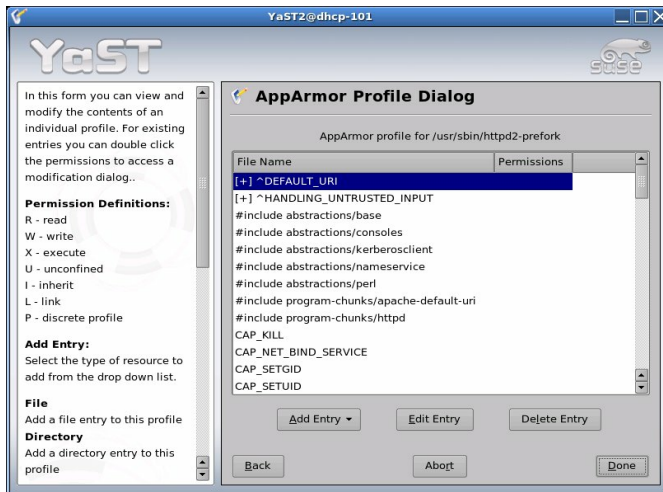 YaST2@dhcp-101
YaST
SUSE
In this form you can view and
modify the contents of an
individual profile. For existing
entries you can double click
the permissions to access a
modification dialog..
Permission Definitions:
R - read
W - write
X - execute
U - unconfined
I - inherit
L - link
P - discrete profile
Add Entry:
Select the type of resource to
add from the drop down list.
File
Add a file entry to this profile
Directory
Add a directory entry to this
profile
AppArmor Profile Dialog
AppArmor profile for /usr/sbin/httpd2-prefork
File Name Permissions
[+] ^DEFAULT_URI
[+] ^HANDLING_UNTRUSTED_INPUT
#include abstractions/base
#include abstractions/consoles
#include abstractions/kerberosclient
#include abstractions/nameservice
#include abstractions/perl
#include program-chunks/apache-default-uri
#include program-chunks/httpd
CAP_KILL
CAP_NET_BIND_SERVICE
CAP_SETGID
CAP_SETUID
Add Entry Edit Entry Delete Entry
Back Abort Done